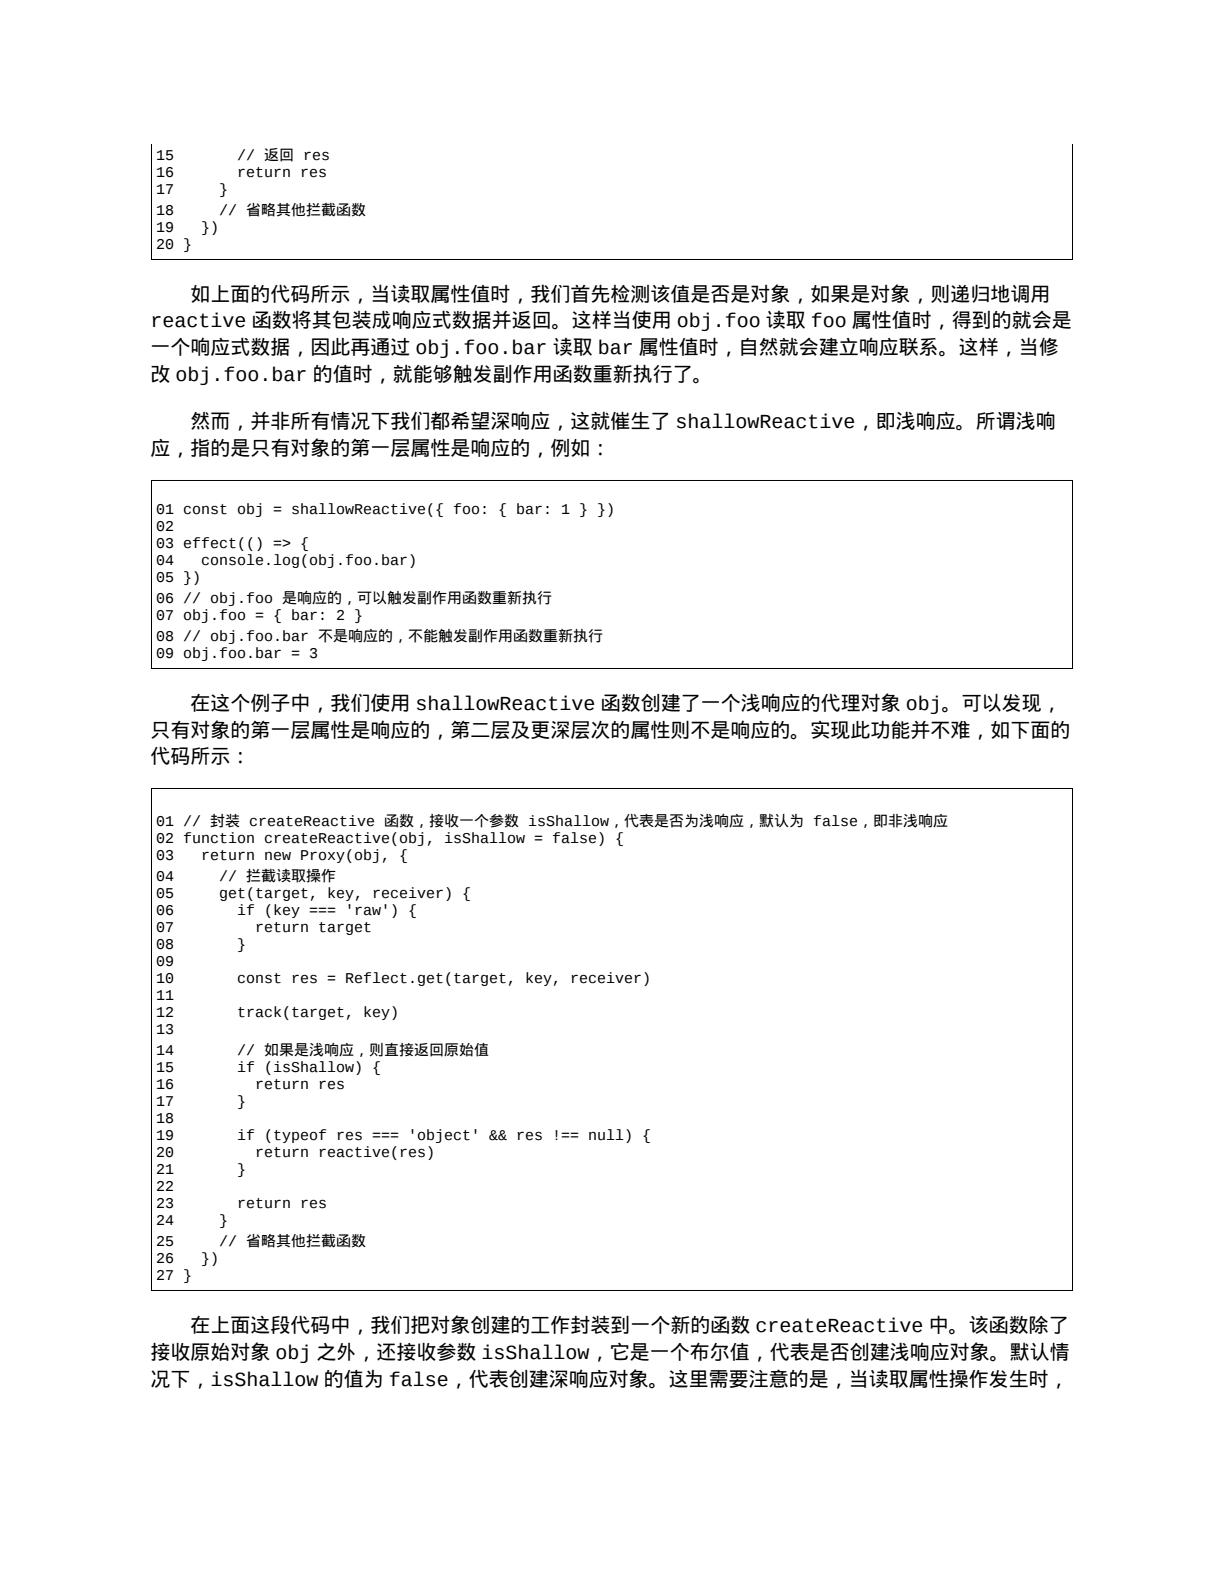 15       // 返回 res
16       return res
17     }
18     // 省略其他拦截函数
19   })
20 }
如上面的代码所示，当读取属性值时，我们首先检测该值是否是对象，如果是对象，则递归地调用
reactive 函数将其包装成响应式数据并返回。这样当使用 obj.foo 读取 foo 属性值时，得到的就会是
一个响应式数据，因此再通过 obj.foo.bar 读取 bar 属性值时，自然就会建立响应联系。这样，当修
改 obj.foo.bar 的值时，就能够触发副作用函数重新执行了。
然而，并非所有情况下我们都希望深响应，这就催生了 shallowReactive，即浅响应。所谓浅响
应，指的是只有对象的第一层属性是响应的，例如：
01 const obj = shallowReactive({ foo: { bar: 1 } })
02
03 effect(() => {
04   console.log(obj.foo.bar)
05 })
06 // obj.foo 是响应的，可以触发副作用函数重新执行
07 obj.foo = { bar: 2 }
08 // obj.foo.bar 不是响应的，不能触发副作用函数重新执行
09 obj.foo.bar = 3
在这个例子中，我们使用 shallowReactive 函数创建了一个浅响应的代理对象 obj。可以发现，
只有对象的第一层属性是响应的，第二层及更深层次的属性则不是响应的。实现此功能并不难，如下面的
代码所示：
01 // 封装 createReactive 函数，接收一个参数 isShallow，代表是否为浅响应，默认为 false，即非浅响应
02 function createReactive(obj, isShallow = false) {
03   return new Proxy(obj, {
04     // 拦截读取操作
05     get(target, key, receiver) {
06       if (key === 'raw') {
07         return target
08       }
09
10       const res = Reflect.get(target, key, receiver)
11
12       track(target, key)
13
14       // 如果是浅响应，则直接返回原始值
15       if (isShallow) {
16         return res
17       }
18
19       if (typeof res === 'object' && res !== null) {
20         return reactive(res)
21       }
22
23       return res
24     }
25     // 省略其他拦截函数
26   })
27 }
在上面这段代码中，我们把对象创建的工作封装到一个新的函数 createReactive 中。该函数除了
接收原始对象 obj 之外，还接收参数 isShallow，它是一个布尔值，代表是否创建浅响应对象。默认情
况下，isShallow 的值为 false，代表创建深响应对象。这里需要注意的是，当读取属性操作发生时，